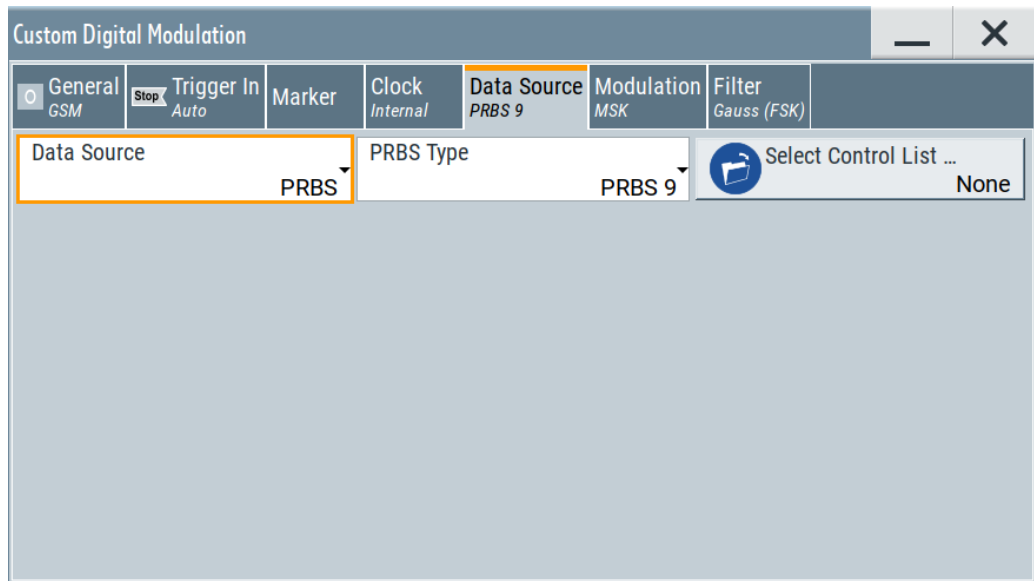 Custom Digital Modulation
General Trigger In Marker Clock Data Source Modulation Filter
O Stop
GSM Auto Internal PRBS 9 MSK Gauss (FSK)
Data Source PRBS Type Select Control List ...
PRBS PRBS 9 None